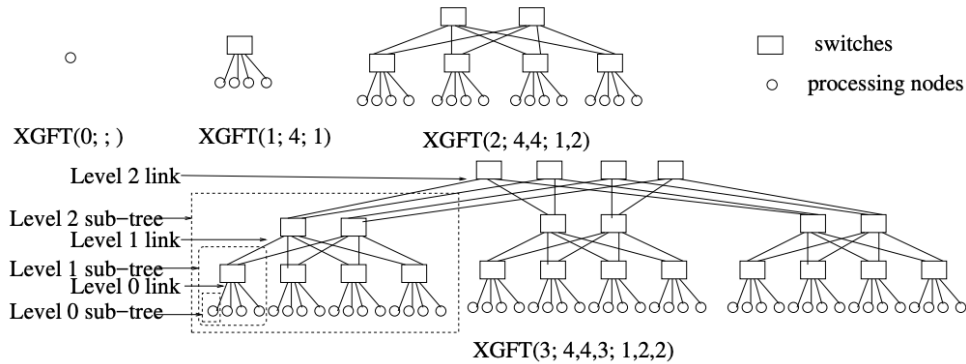 switches
processing nodes
XGFT(0; ; )
XGFT(1; 4; 1)
XGFT(2; 4,4; 1,2)
Level 2 link
Level 2 sub-tree
Level 1 link
Level 1 sub-tree
Level 0 link
Level 0 sub-tree
XGFT(3; 4,4,3; 1,2,2)